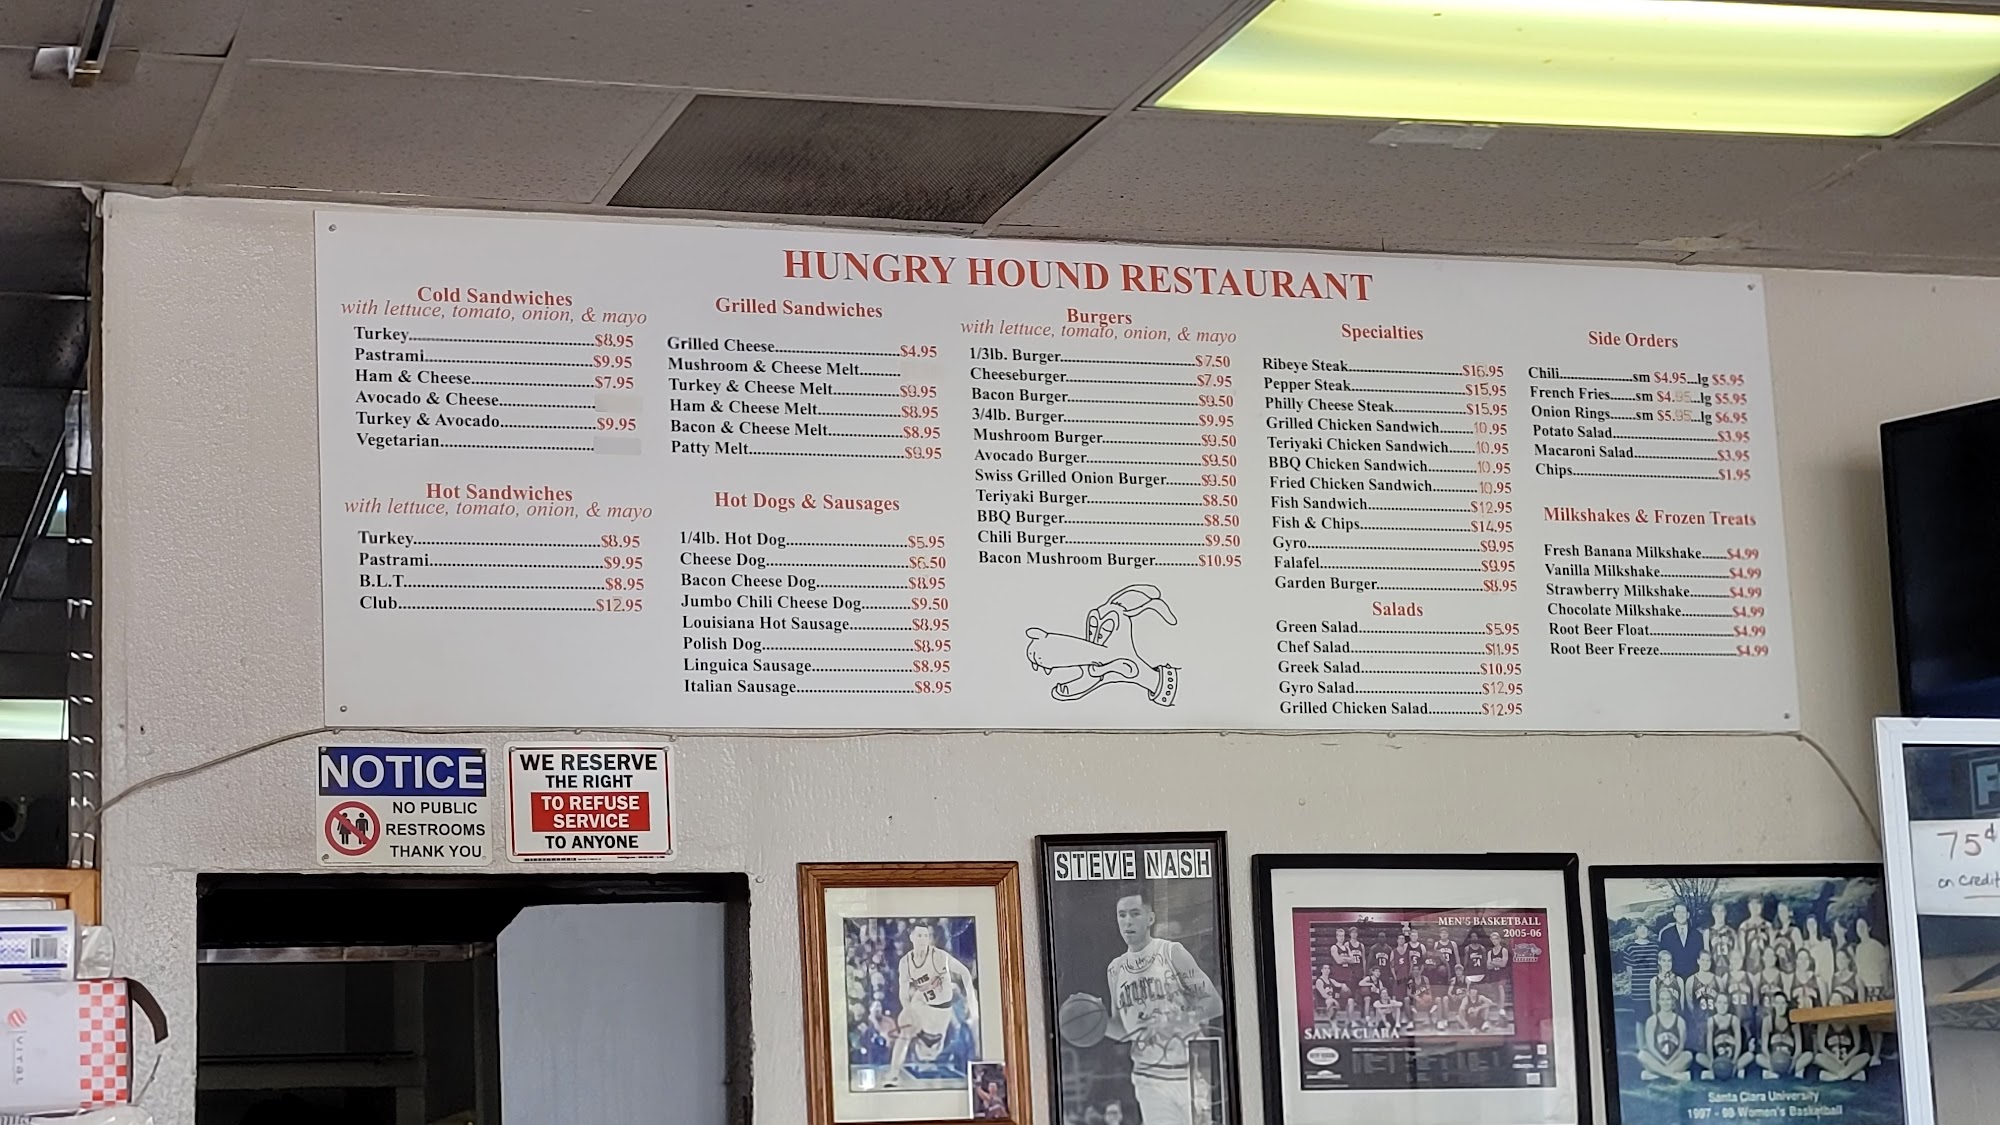 HUNGRY HOUND RESTAURANT
Cold Sandwiches
with lettuce, tomato, onion, & mayo
Turkey..........$8.95
Pastrami..........$9.95
Ham & Cheese..........$7.95
Avocado & Cheese..........
Turkey & Avocado..........$9.95
Vegetarian..........
Hot Sandwiches
with lettuce, tomato, onion, & mayo
Turkey..........$8.95
Pastrami..........$9.95
B.L.T..........$8.95
Club..........$12.95
Grilled Sandwiches
Grilled Cheese..........$4.95
Mushroom & Cheese Melt..........
Turkey & Cheese Melt..........$9.95
Ham & Cheese Melt..........$8.95
Bacon & Cheese Melt..........$8.95
Patty Melt..........$9.95
Hot Dogs & Sausages
1/4lb. Hot Dog..........$5.95
Cheese Dog..........$6.50
Bacon Cheese Dog..........$8.95
Jumbo Chili Cheese Dog..........$9.50
Louisiana Hot Sausage..........$8.95
Polish Dog..........$8.95
Linguica Sausage..........$8.95
Italian Sausage..........$8.95
Burgers
with lettuce, tomato, onion, & mayo
1/3lb. Burger..........$7.50
Cheeseburger..........$7.95
Bacon Burger..........$9.50
3/4lb. Burger..........$9.95
Mushroom Burger..........$9.50
Avocado Burger..........$9.50
Swiss Grilled Onion Burger..........$9.50
Teriyaki Burger..........$8.50
BBQ Burger..........$8.50
Chili Burger..........$9.50
Bacon Mushroom Burger..........$10.95
Specialties
Ribeye Steak..........$16.95
Pepper Steak..........$15.95
Philly Cheese Steak..........$15.95
Grilled Chicken Sandwich..........10.95
Teriyaki Chicken Sandwich..........10.95
BBQ Chicken Sandwich..........10.95
Fried Chicken Sandwich..........10.95
Fish Sandwich..........$12.95
Fish & Chips..........$14.95
Gyro..........$9.95
Falafel..........$9.95
Garden Burger..........$8.95
Salads
Green Salad..........$5.95
Chef Salad..........$11.95
Greek Salad..........$10.95
Gyro Salad..........$12.95
Grilled Chicken Salad..........$12.95
Side Orders
Chili..........sm $4.95...lg $5.95
French Fries.......sm $4.95...lg $5.95
Onion Rings.......sm $5.95...lg $6.95
Potato Salad..........$3.95
Macaroni Salad..........$3.95
Chips..........$1.95
Milkshakes & Frozen Treats
Fresh Banana Milkshake.......$4.99
Vanilla Milkshake..........$4.99
Strawberry Milkshake..........$4.99
Chocolate Milkshake..........$4.99
Root Beer Float..........$4.99
Root Beer Freeze..........$4.99
NOTICE
NO PUBLIC
RESTROOMS
THANK YOU
WE RESERVE
THE RIGHT
TO REFUSE
SERVICE
TO ANYONE
STEVE NASH
13
MEN'S BASKETBALL
2005-06
SANTA CLARA
Santa Clara University
1997 - 98 Women's Basketball
75¢
on Credit
VITAL